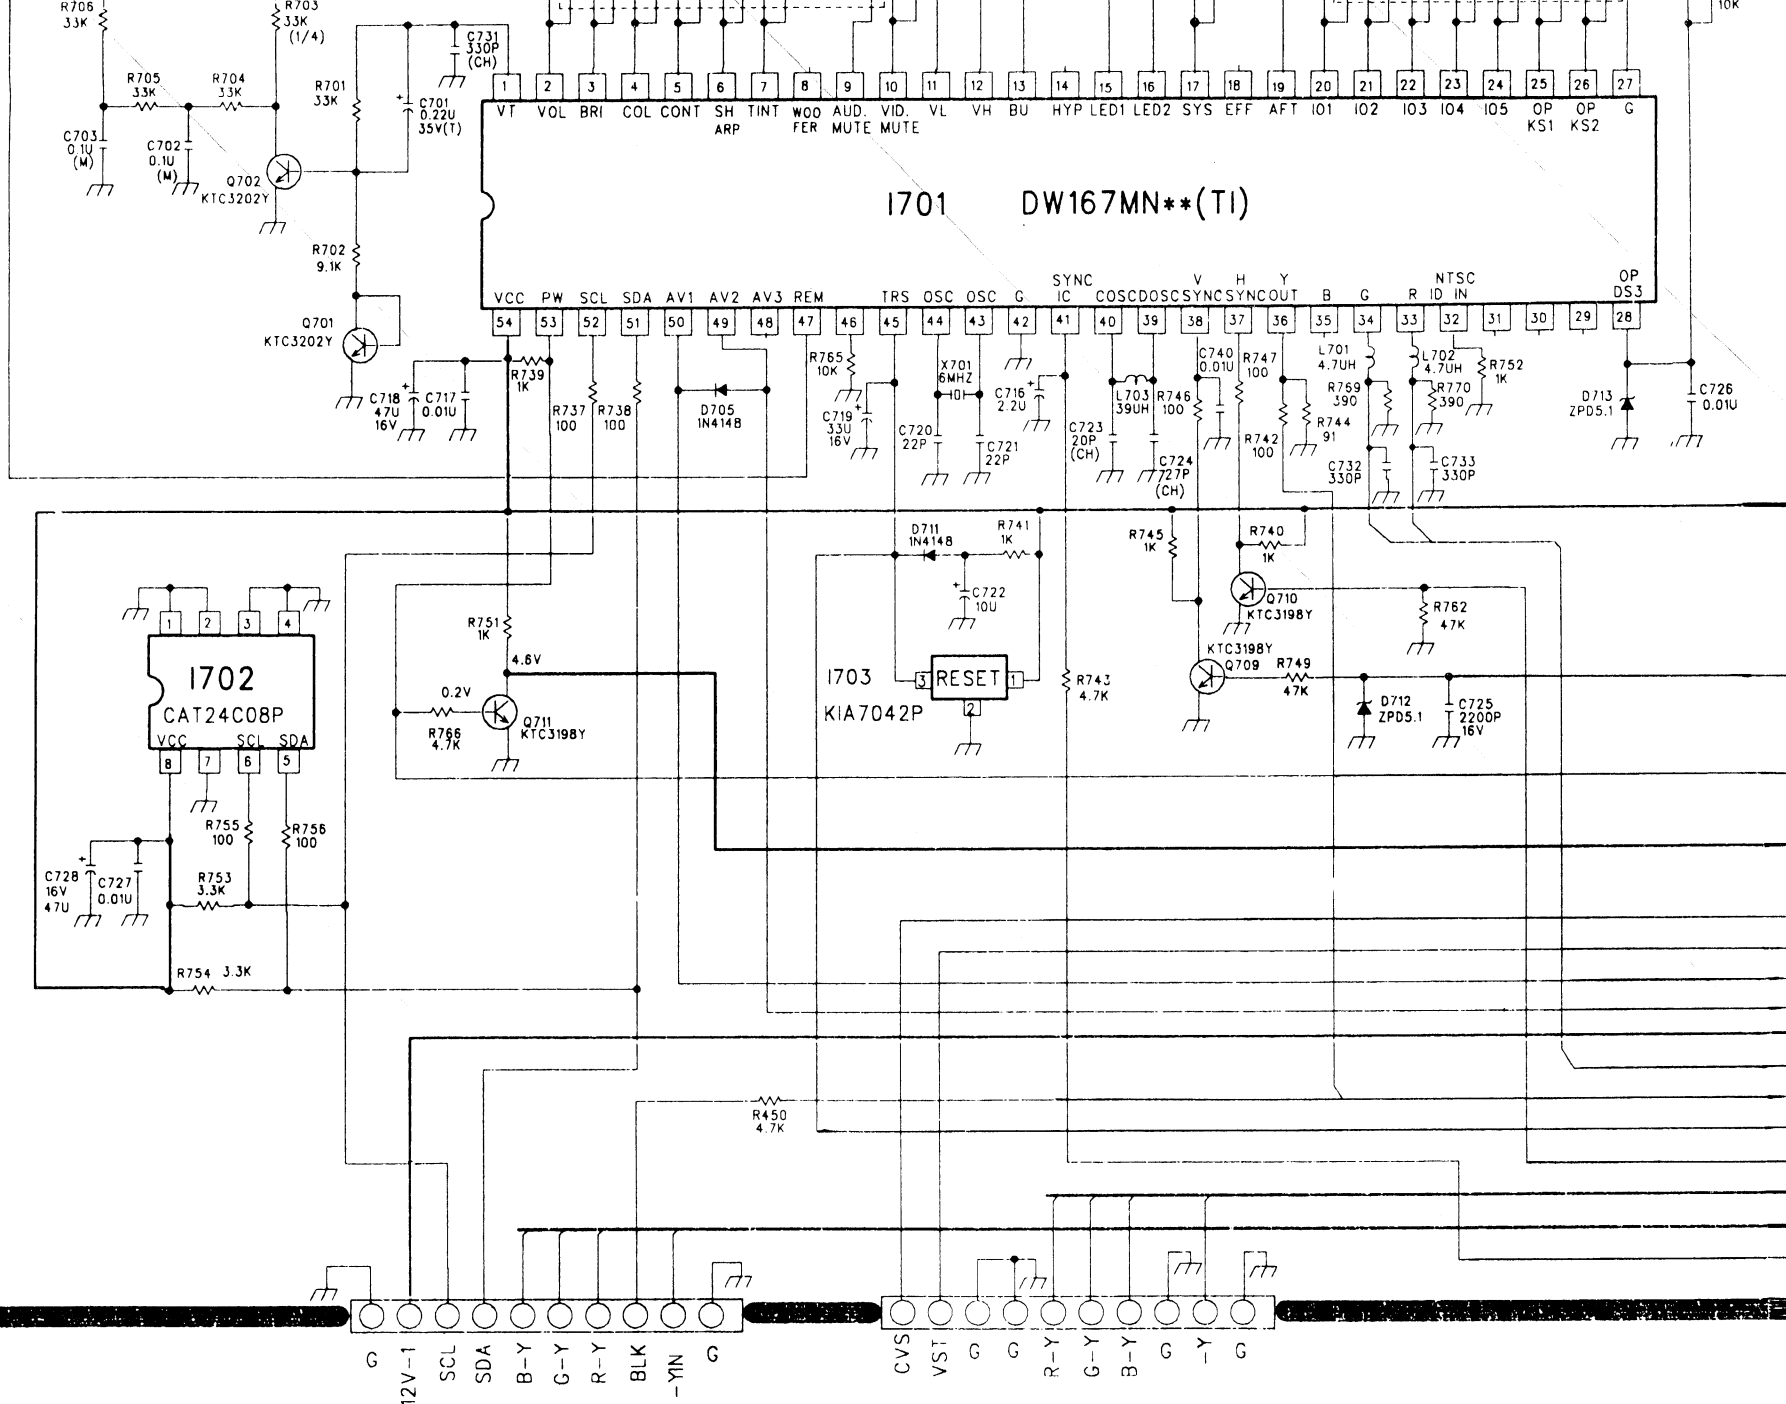 R706
33K
R703
33K
(1/4)
10K
C731
330P
(CH)
R705
33K
R704
33K
R701
33K
C701
0.22U
35V(T)
C703
0.1U
(M)
C702
0.1U
(M)
Q702
KTC3202Y
R702
9.1K
Q701
KTC3202Y
1 2 3 4 5 6 7 8 9 10 11 12 13 14 15 16 17 18 19 20 21 22 23 24 25 26 27
VT VOL BRI COL CONT SH TINT WOO AUD. VID. VL VH BU HYP LED1 LED2 SYS EFF AFT IO1 IO2 IO3 IO4 IO5 OP OP G
ARP FER MUTE MUTE KS1 KS2
I701 DW167MN**(TI)
SYNC V H Y NTSC OP
VCC PW SCL SDA AV1 AV2 AV3 REM TRS OSC OSC G IC COSC DOSC SYNC SYNC OUT B G R ID IN DS3
54 53 52 51 50 49 48 47 46 45 44 43 42 41 40 39 38 37 36 35 34 33 32 31 30 29 28
R739
1K
C718
47U
16V
C717
0.01U
R737
100
R738
100
D705
1N4148
R765
10K
C719
33U
16V
X701
6MHZ
C720
22P
C721
22P
C716
2.2U
C723
20P
(CH)
L703
39UH
C724
27P
(CH)
R746
100
C740
0.01U
R747
100
R742
100
R744
91
L701
4.7UH
R769
390
C732
330P
L702
4.7UH
R770
390
C733
330P
R752
1K
D713
ZPD5.1
C726
0.01U
D711
1N4148
R741
1K
C722
10U
R745
1K
R740
1K
Q710
KTC3198Y
R762
47K
KTC3198Y
Q709
R749
47K
D712
ZPD5.1
C725
2200P
16V
R743
4.7K
I703
KIA7042P
3 RESET 1
2
R751
1K
4.6V
0.2V
R766
4.7K
Q711
KTC3198Y
1 2 3 4
I702
CAT24C08P
VCC SCL SDA
8 7 6 5
R755
100
R756
100
C728
16V
47U
C727
0.01U
R753
3.3K
R754 3.3K
R450
4.7K
G
12V-1
SCL
SDA
B-Y
G-Y
R-Y
BLK
-YIN
G
CVS
VST
G
G
R-Y
G-Y
B-Y
G
-Y
G